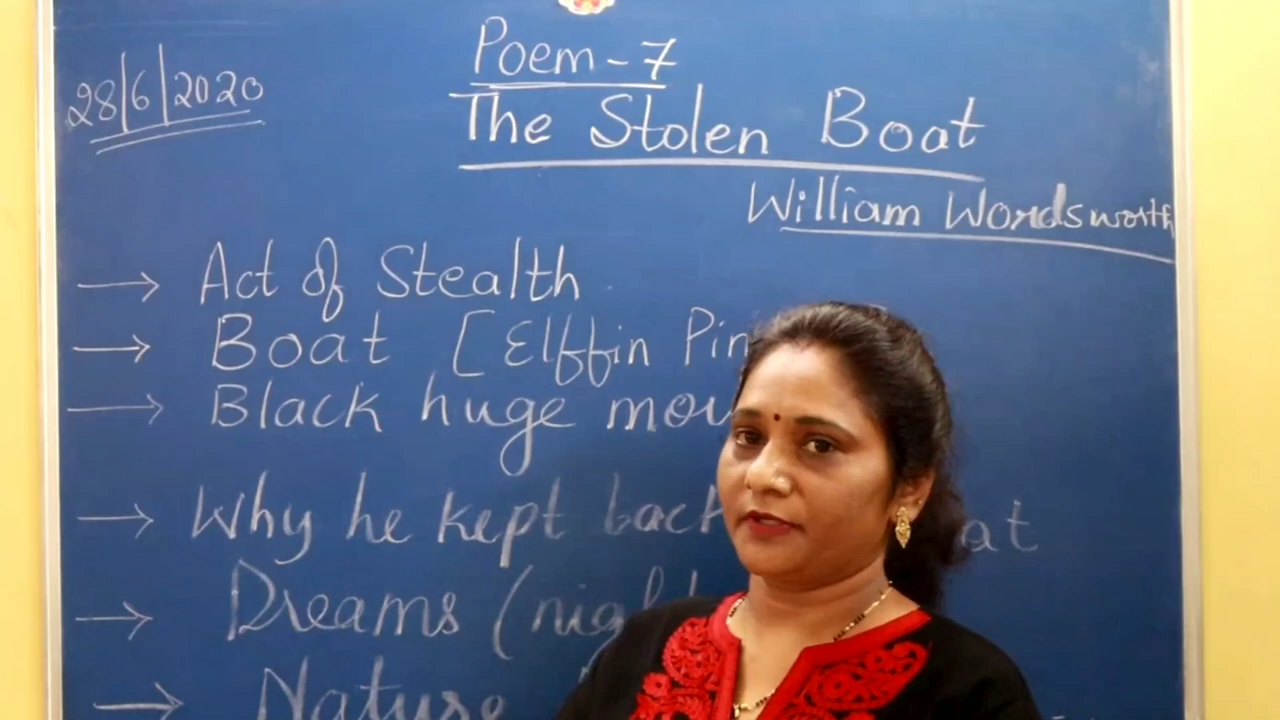 Poem - 7
28/6/2020
The Stolen Boat
William Wordsworth
→ Act of Stealth
→ Boat [Elffin Pin
→ Black huge mou
→ Why he kept back at
→ Dreams (nigh
→ Nature